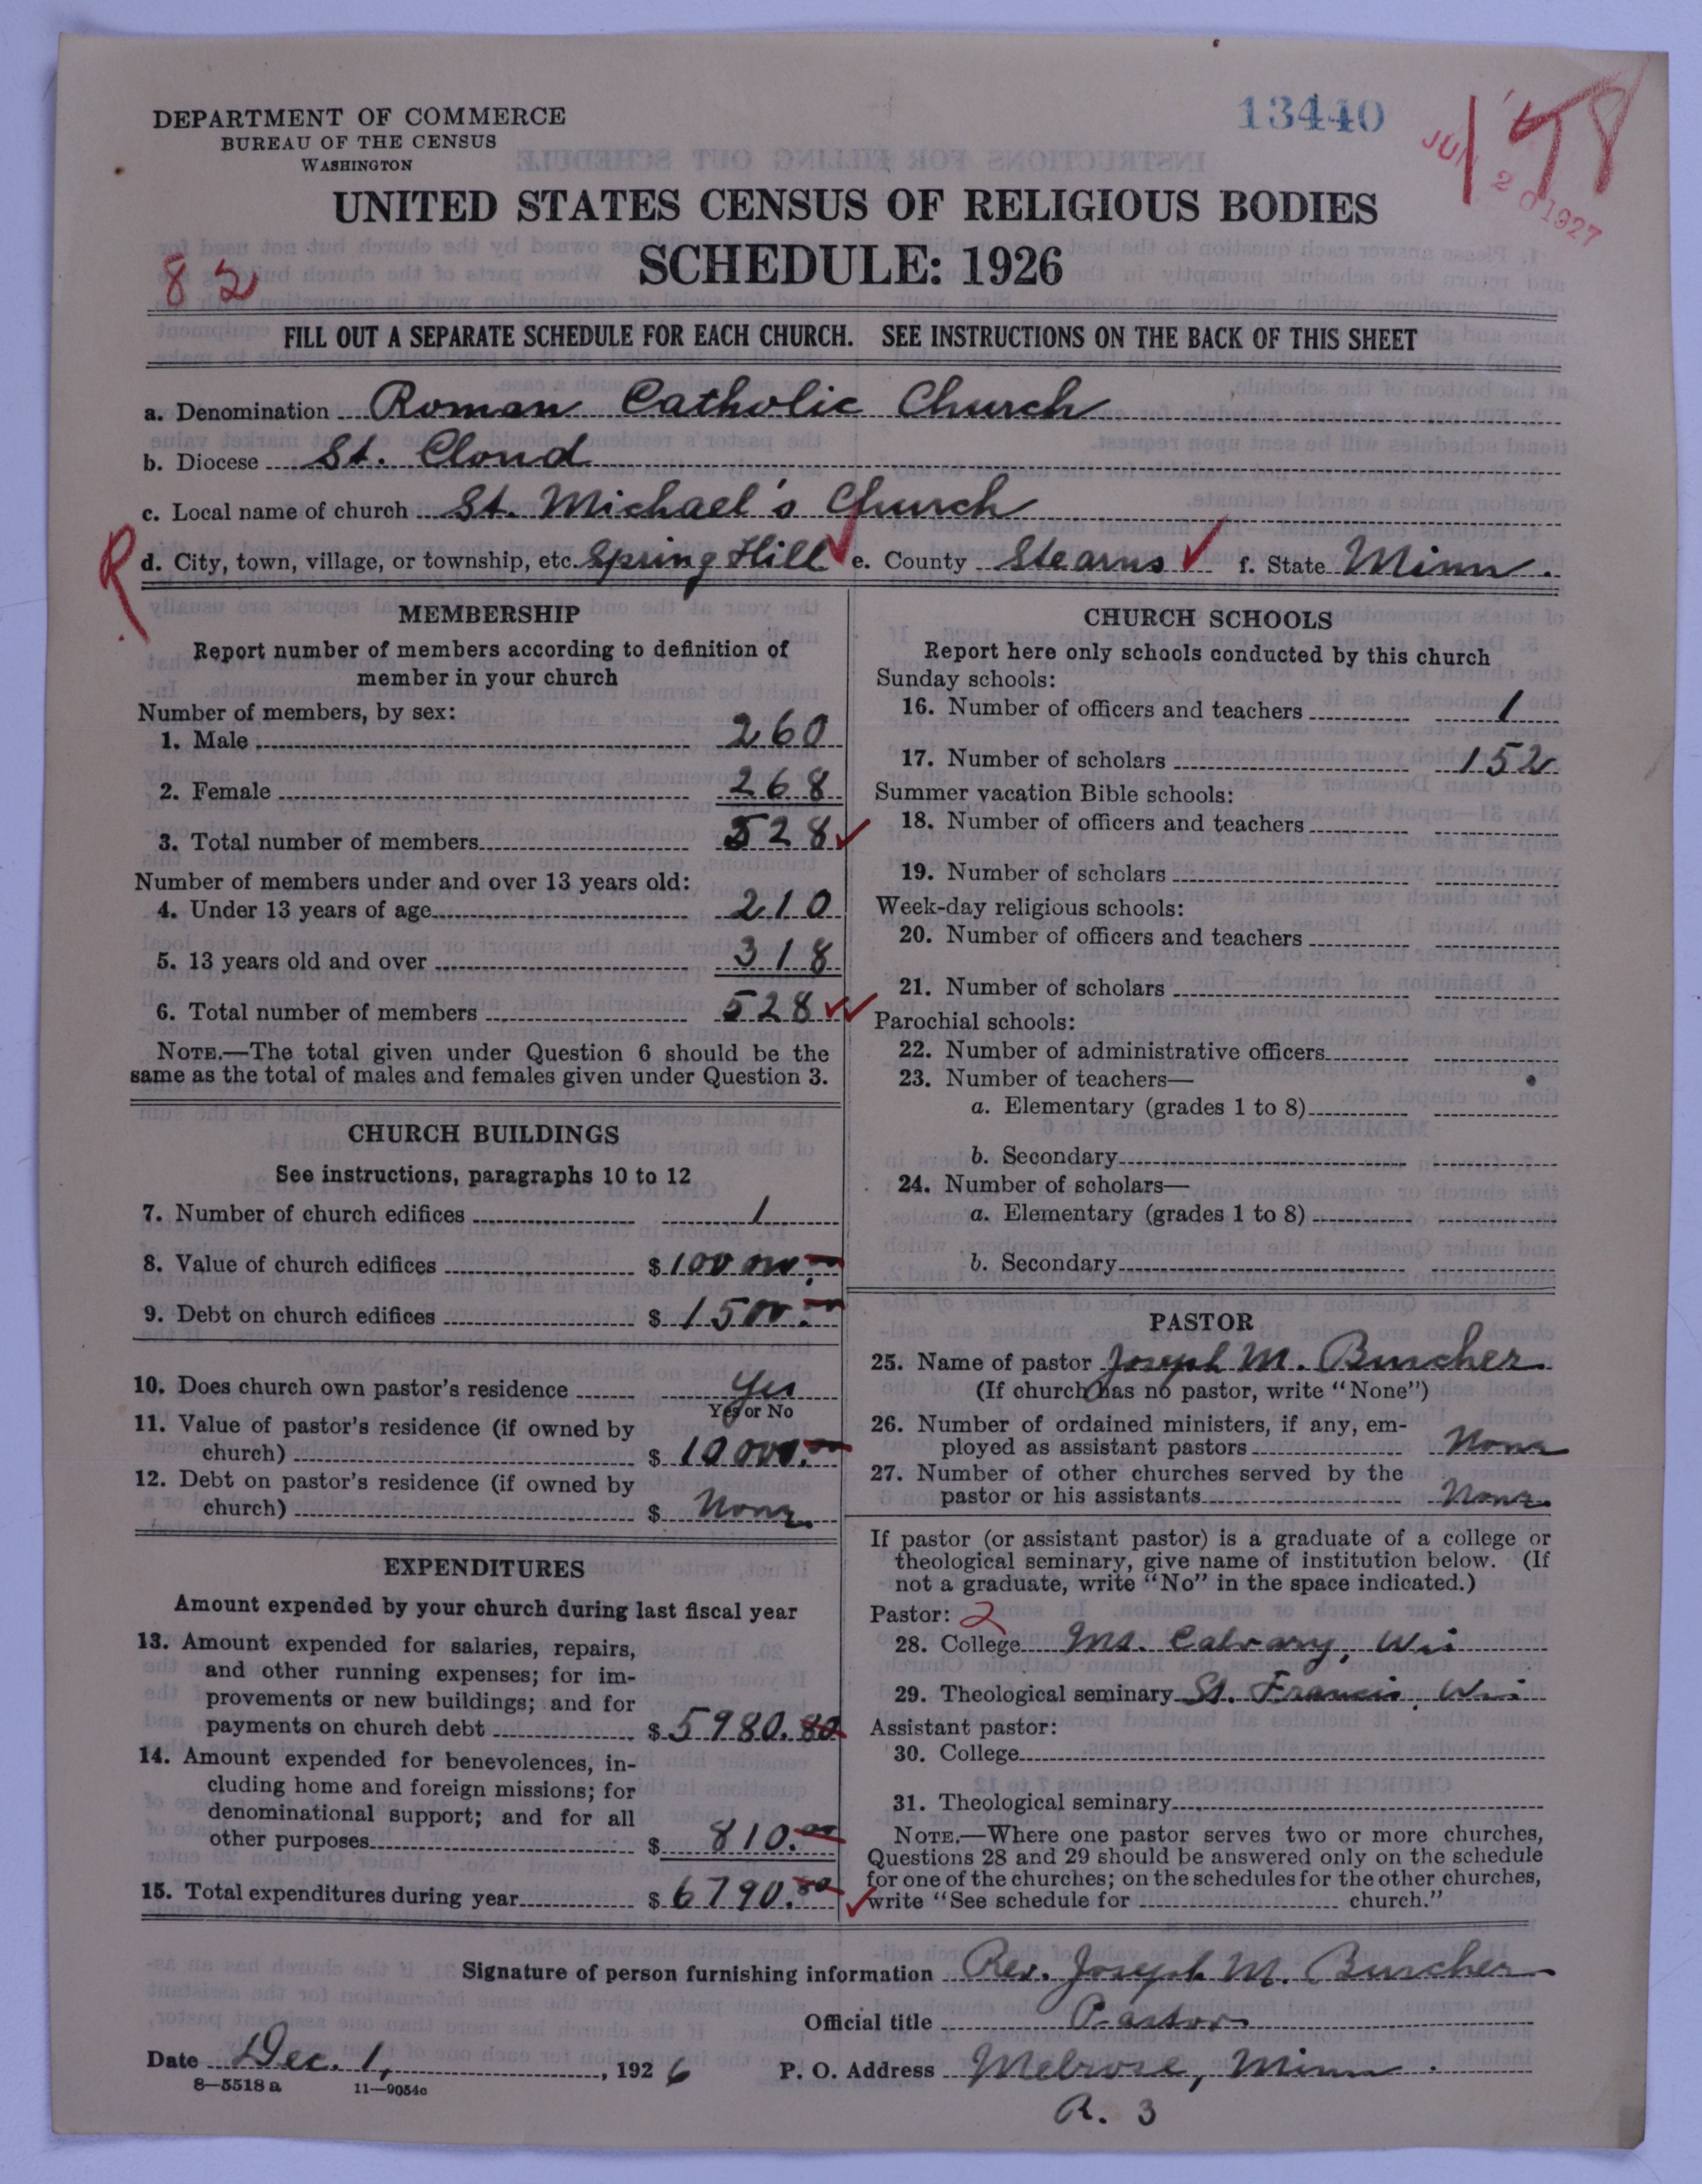 13440
178
JUN 20 1927
DEPARTMENT OF COMMERCE
BUREAU OF THE CENSUS
WASHINGTON
UNITED STATES CENSUS OF RELIGIOUS BODIES
SCHEDULE: 1926
82
FILL OUT A SEPARATE SCHEDULE FOR EACH CHURCH. SEE INSTRUCTIONS ON THE BACK OF THIS SHEET
a. Denomination Roman Catholic Church
b. Diocese St. Cloud
c. Local name of church St. Michael's Church
R d. City, town, village, or township, etc. Spring Hill e. County Stearns f. State Minn.
MEMBERSHIP
Report number of members according to definition of
member in your church
Number of members, by sex:
1. Male 260
2. Female 268
3. Total number of members 528
Number of members under and over 13 years old:
4. Under 13 years of age 210
5. 13 years old and over 318
6. Total number of members 528
NOTE.—The total given under Question 6 should be the
same as the total of males and females given under Question 3.
CHURCH BUILDINGS
See instructions, paragraphs 10 to 12
7. Number of church edifices 1
8. Value of church edifices $ 100 000.—
9. Debt on church edifices $ 1500.—
10. Does church own pastor's residence Yes
Yes or No
11. Value of pastor's residence (if owned by
church) $ 10000.—
12. Debt on pastor's residence (if owned by
church) $ None
EXPENDITURES
Amount expended by your church during last fiscal year
13. Amount expended for salaries, repairs,
and other running expenses; for im-
provements or new buildings; and for
payments on church debt $ 5980.80
14. Amount expended for benevolences, in-
cluding home and foreign missions; for
denominational support; and for all
other purposes $ 810.00
15. Total expenditures during year $ 6790.80
CHURCH SCHOOLS
Report here only schools conducted by this church
Sunday schools:
16. Number of officers and teachers 1
17. Number of scholars 152
Summer vacation Bible schools:
18. Number of officers and teachers
19. Number of scholars
Week-day religious schools:
20. Number of officers and teachers
21. Number of scholars
Parochial schools:
22. Number of administrative officers
23. Number of teachers—
a. Elementary (grades 1 to 8)
b. Secondary
24. Number of scholars—
a. Elementary (grades 1 to 8)
b. Secondary
PASTOR
25. Name of pastor Joseph M. Buscher
(If church has no pastor, write "None")
26. Number of ordained ministers, if any, em-
ployed as assistant pastors None
27. Number of other churches served by the
pastor or his assistants None
If pastor (or assistant pastor) is a graduate of a college or
theological seminary, give name of institution below. (If
not a graduate, write "No" in the space indicated.)
Pastor: 2
28. College Mt. Calvary, Wis
29. Theological seminary St. Francis, Wis
Assistant pastor:
30. College
31. Theological seminary
NOTE.—Where one pastor serves two or more churches,
Questions 28 and 29 should be answered only on the schedule
for one of the churches; on the schedules for the other churches,
write "See schedule for church."
Signature of person furnishing information Rev. Joseph M. Buscher
Official title Pastor
Date Dec. 1, 1926 P. O. Address Melrose, Minn.
8—5518 a 11—9054c
R. 3